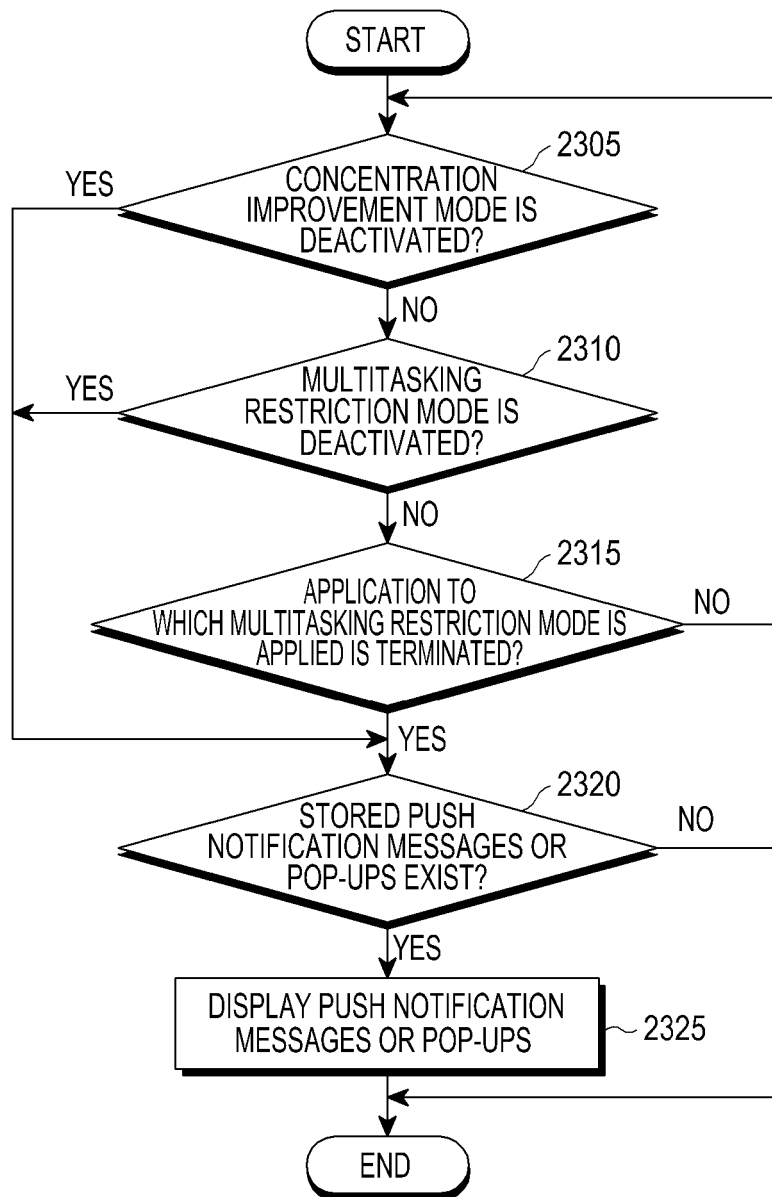 START
2305
YES
CONCENTRATION
IMPROVEMENT MODE IS
DEACTIVATED?
NO
2310
YES
MULTITASKING
RESTRICTION MODE IS
DEACTIVATED?
NO
2315
APPLICATION TO
WHICH MULTITASKING RESTRICTION MODE IS
APPLIED IS TERMINATED?
NO
YES
2320
STORED PUSH
NOTIFICATION MESSAGES OR
POP-UPS EXIST?
NO
YES
DISPLAY PUSH NOTIFICATION
MESSAGES OR POP-UPS
2325
END